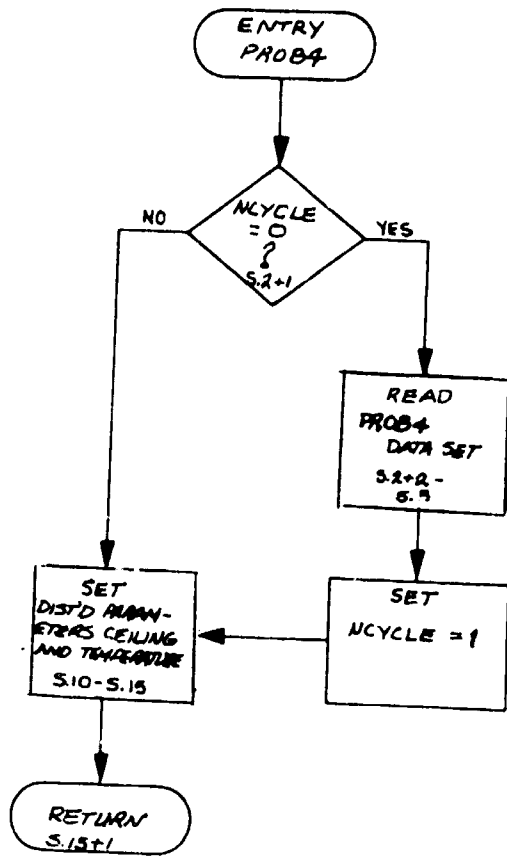 ENTRY
PROB4
NCYCLE
= 0
?
S.2+1
NO
YES
READ
PROB4
DATA SET
S.2+2 -
SET
NCYCLE = 1
SET
DIST'D PARAM-
ETERS CEILING
AND TEMPERATURE
S.10 - S.15
RETURN
S.15+1